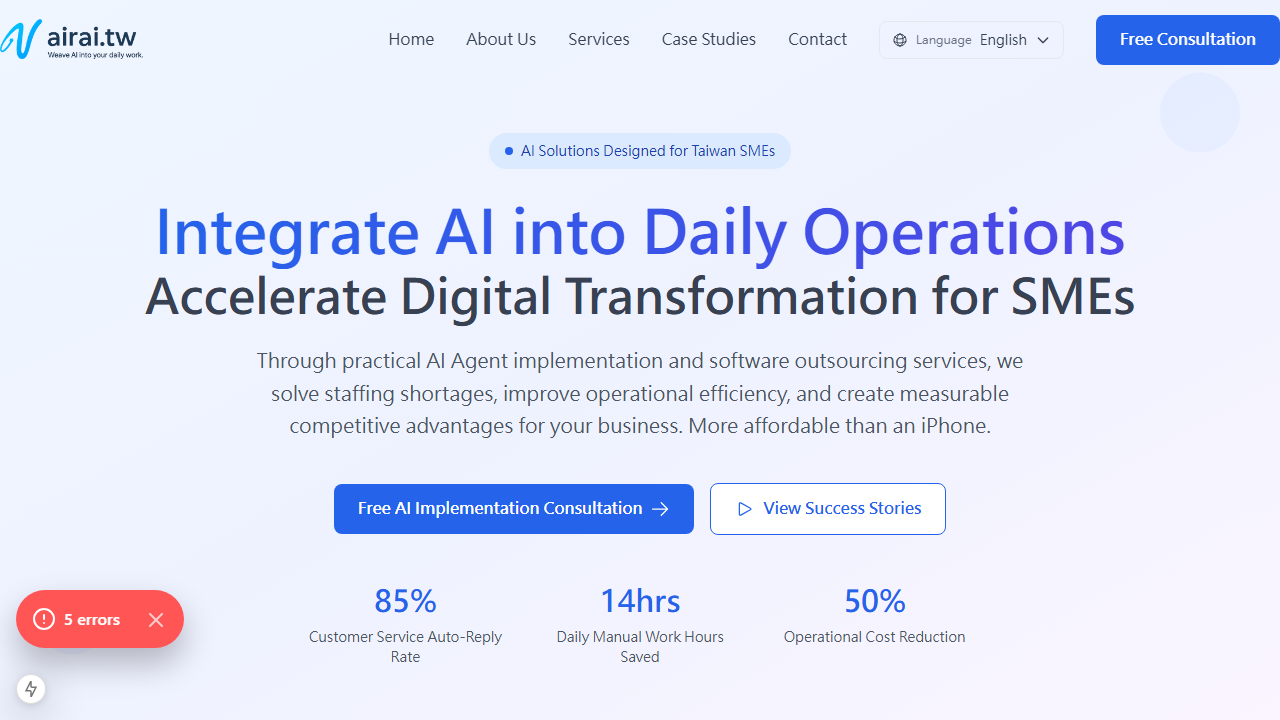 airai.tw
Weave AI into your daily work.
Home
About Us
Services
Case Studies
Contact
Language English
Free Consultation
AI Solutions Designed for Taiwan SMEs
Integrate AI into Daily Operations
Accelerate Digital Transformation for SMEs
Through practical AI Agent implementation and software outsourcing services, we
solve staffing shortages, improve operational efficiency, and create measurable
competitive advantages for your business. More affordable than an iPhone.
Free AI Implementation Consultation
View Success Stories
85%
Customer Service Auto-Reply
Rate
14hrs
Daily Manual Work Hours
Saved
50%
Operational Cost Reduction
5 errors